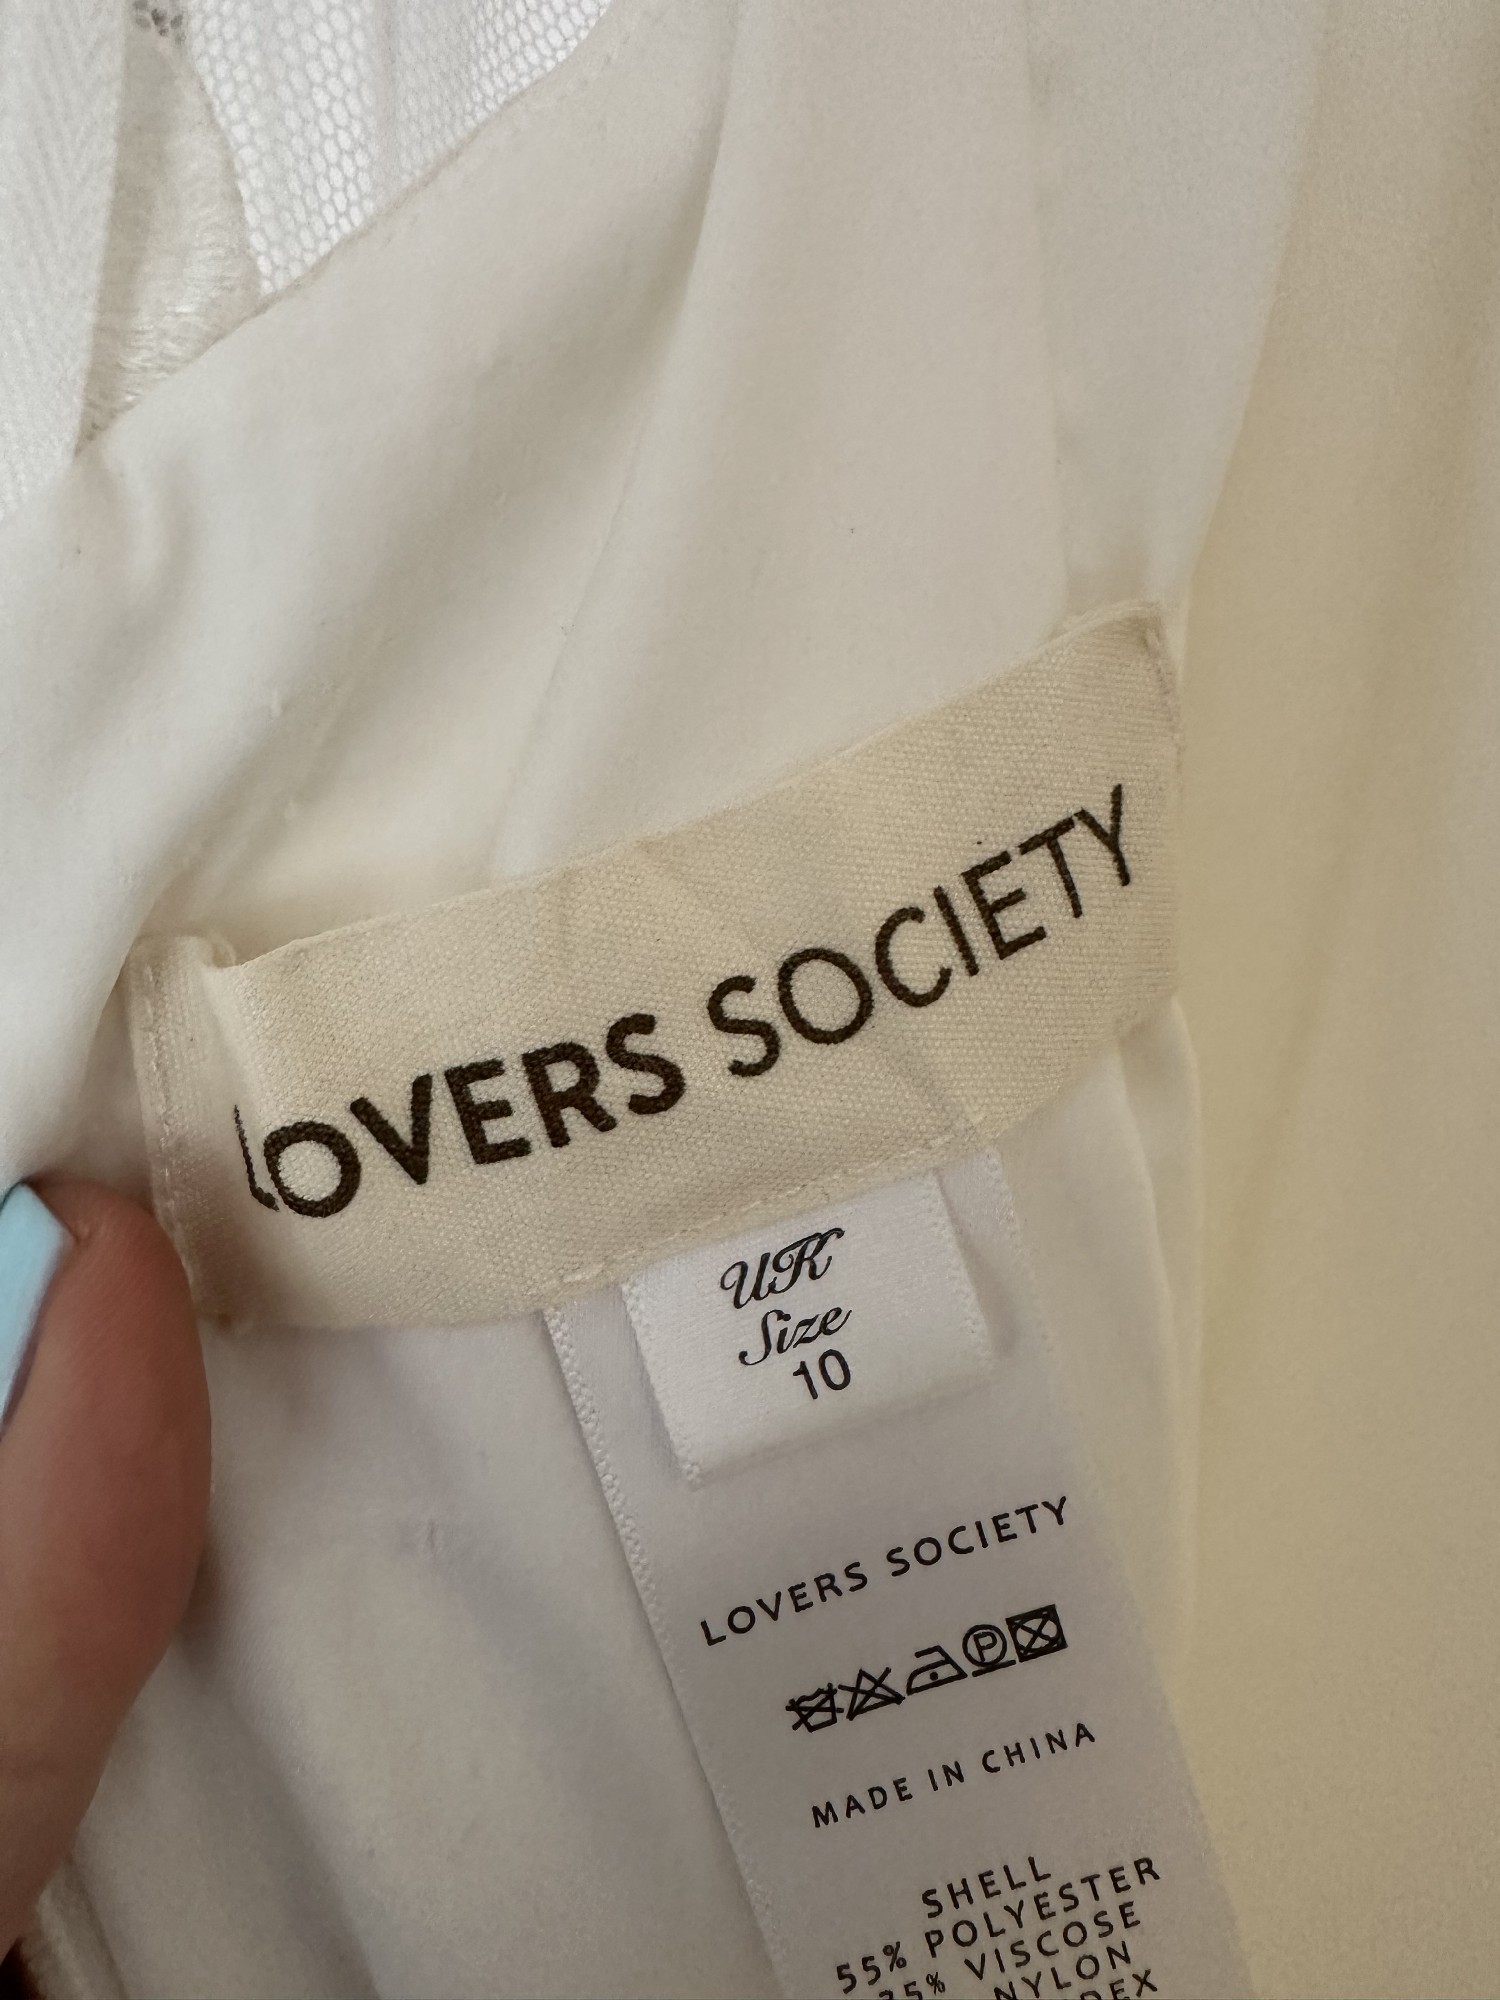 LOVERS SOCIETY
UK
Size
10
LOVERS SOCIETY
P
MADE IN CHINA
SHELL
55% POLYESTER
VISCOSE
NYLON